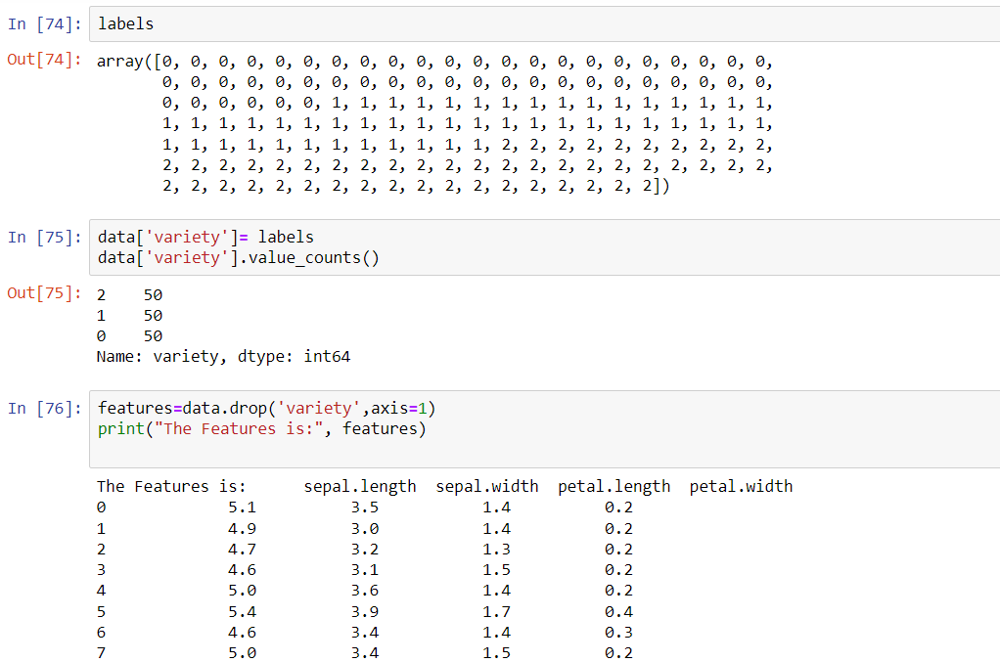 In [74]: labels
Out[74]: array([0, 0, 0, 0, 0, 0, 0, 0, 0, 0, 0, 0, 0, 0, 0, 0, 0, 0, 0, 0, 0, 0,
0, 0, 0, 0, 0, 0, 0, 0, 0, 0, 0, 0, 0, 0, 0, 0, 0, 0, 0, 0, 0, 0,
0, 0, 0, 0, 0, 0, 1, 1, 1, 1, 1, 1, 1, 1, 1, 1, 1, 1, 1, 1, 1, 1,
1, 1, 1, 1, 1, 1, 1, 1, 1, 1, 1, 1, 1, 1, 1, 1, 1, 1, 1, 1, 1, 1,
1, 1, 1, 1, 1, 1, 1, 1, 1, 1, 1, 1, 2, 2, 2, 2, 2, 2, 2, 2, 2, 2,
2, 2, 2, 2, 2, 2, 2, 2, 2, 2, 2, 2, 2, 2, 2, 2, 2, 2, 2, 2, 2, 2,
2, 2, 2, 2, 2, 2, 2, 2, 2, 2, 2, 2, 2, 2, 2, 2, 2, 2])
In [75]: data['variety']= labels
data['variety'].value_counts()
Out[75]: 2    50
1    50
0    50
Name: variety, dtype: int64
In [76]: features=data.drop('variety',axis=1)
print("The Features is:", features)
The Features is:      sepal.length  sepal.width  petal.length  petal.width
0             5.1          3.5           1.4          0.2
1             4.9          3.0           1.4          0.2
2             4.7          3.2           1.3          0.2
3             4.6          3.1           1.5          0.2
4             5.0          3.6           1.4          0.2
5             5.4          3.9           1.7          0.4
6             4.6          3.4           1.4          0.3
7             5.0          3.4           1.5          0.2